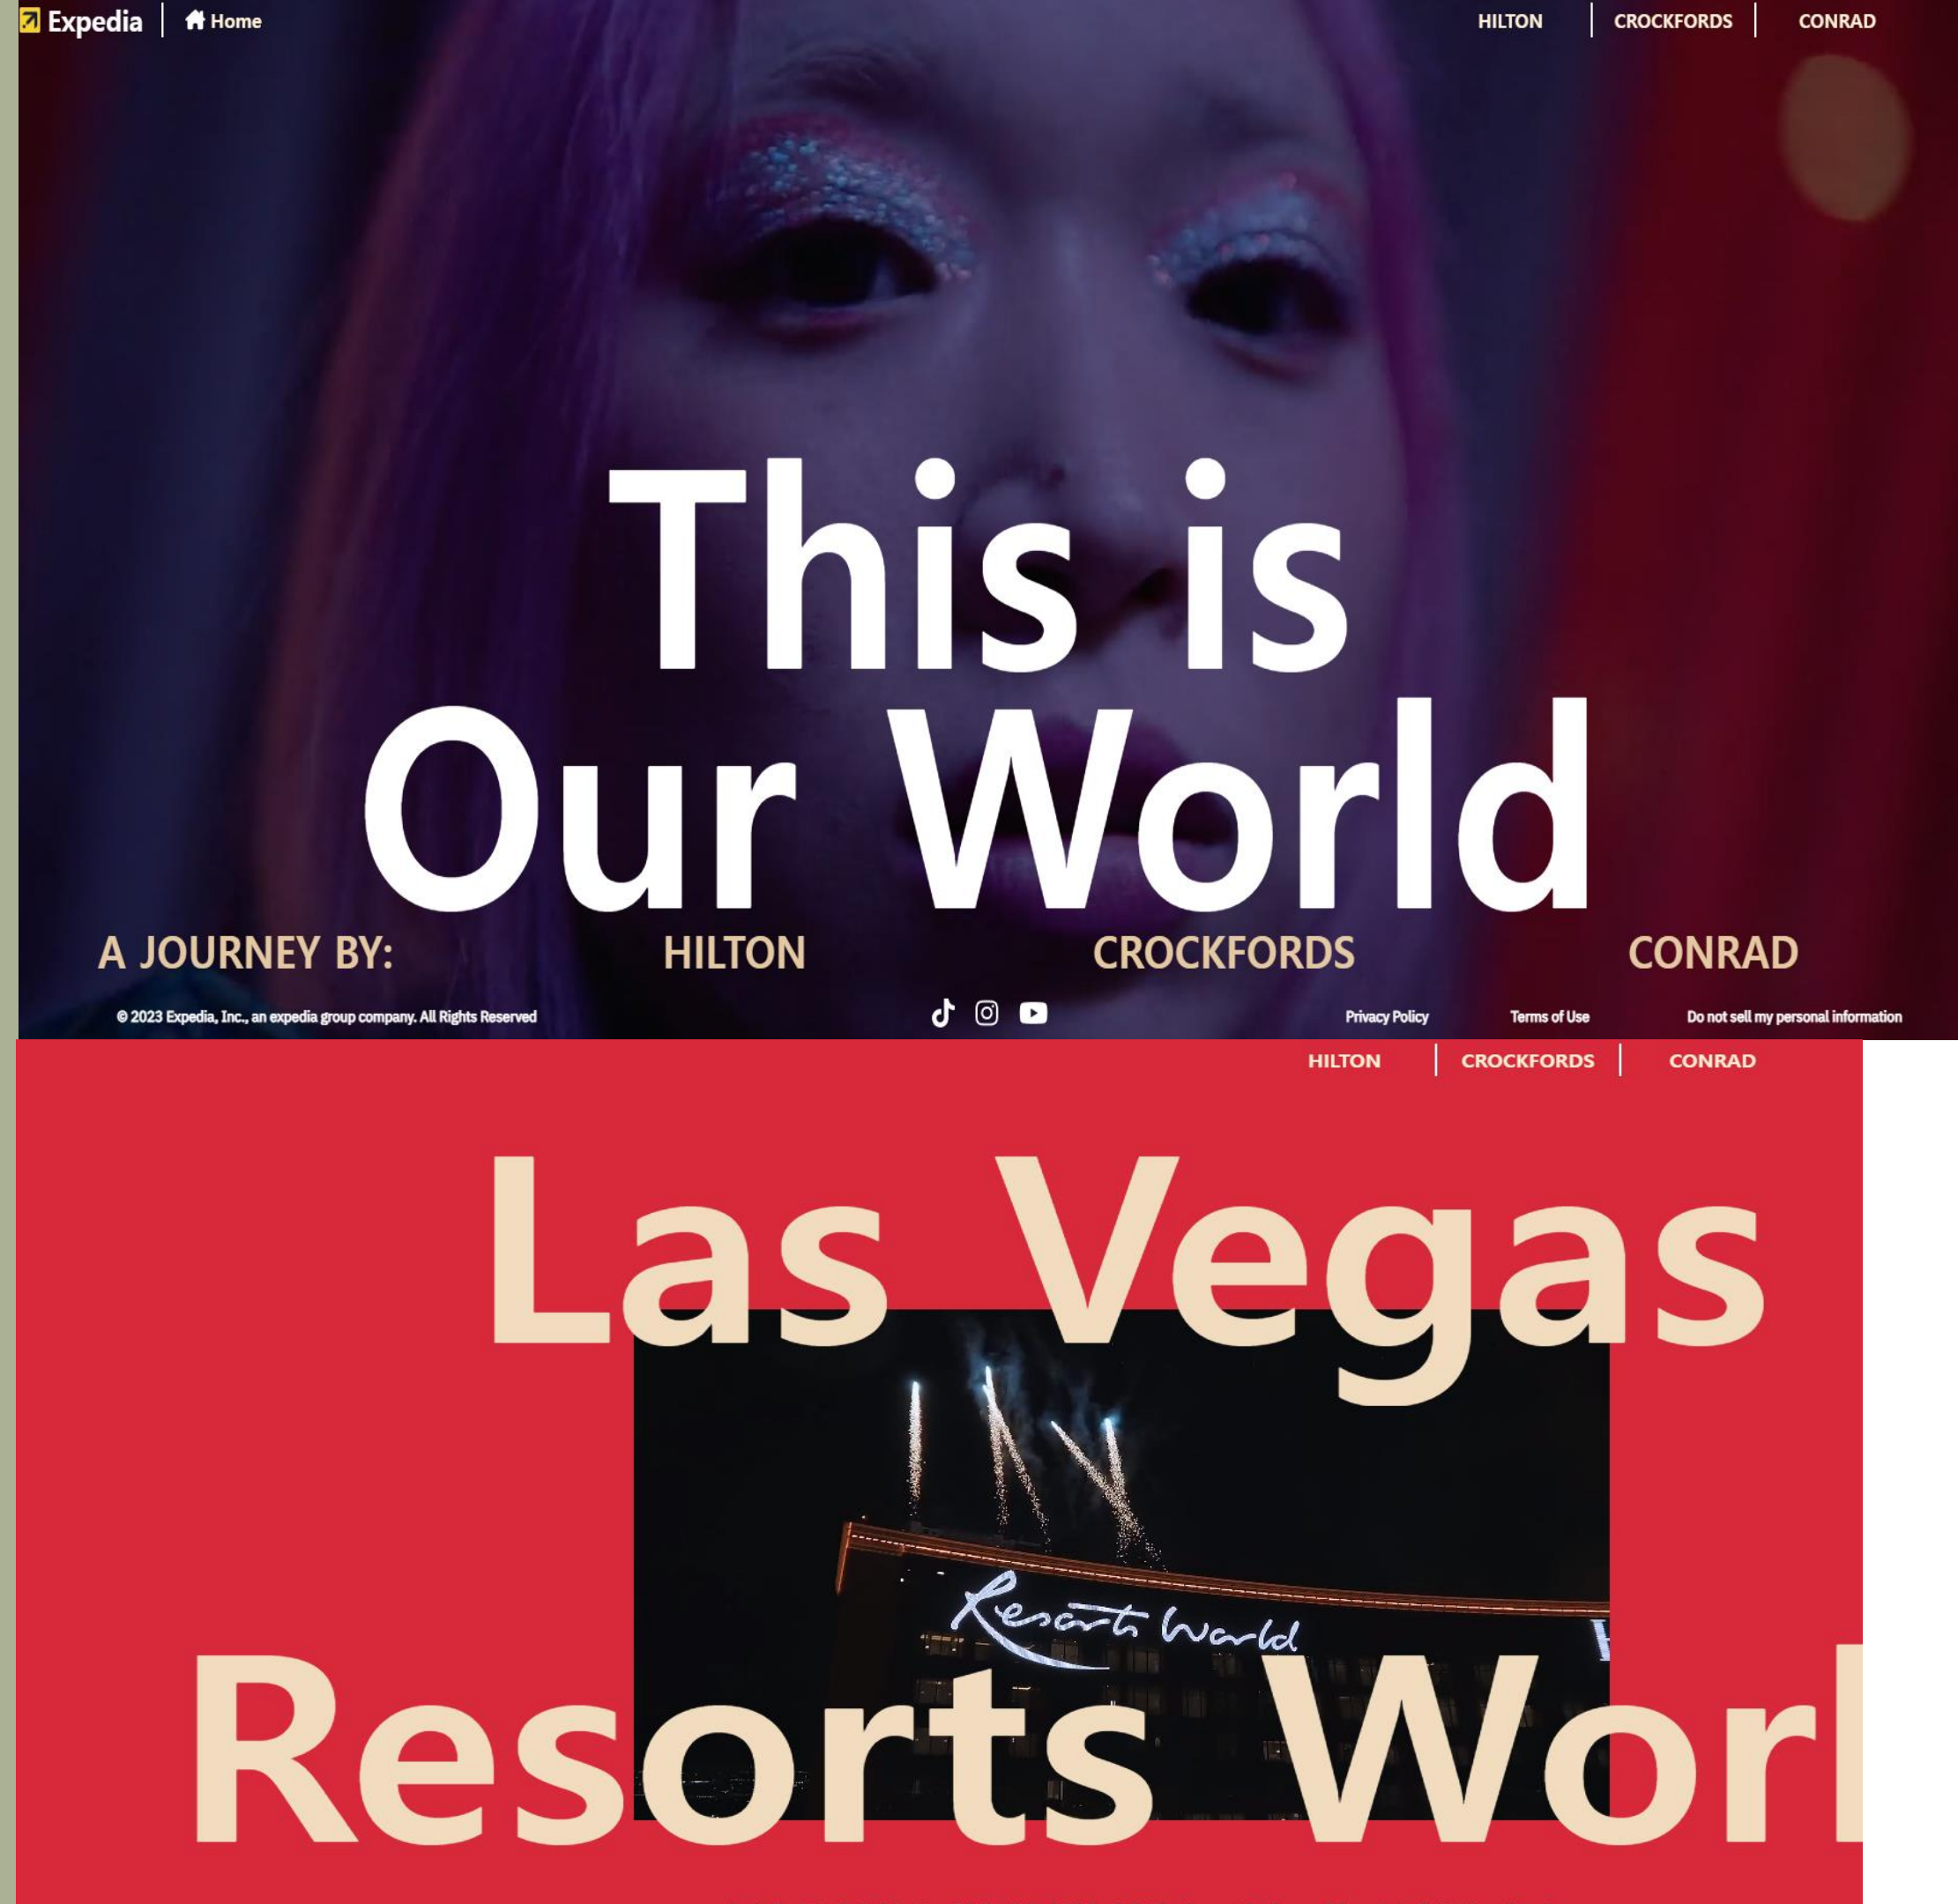 Expedia Home HILTON CROCKFORDS CONRAD
This is
Our World
A JOURNEY BY: HILTON CROCKFORDS CONRAD
© 2023 Expedia, Inc., an expedia group company. All Rights Reserved Privacy Policy Terms of Use Do not sell my personal information
HILTON CROCKFORDS CONRAD
Las Vegas
Resorts World
Resorts Worl